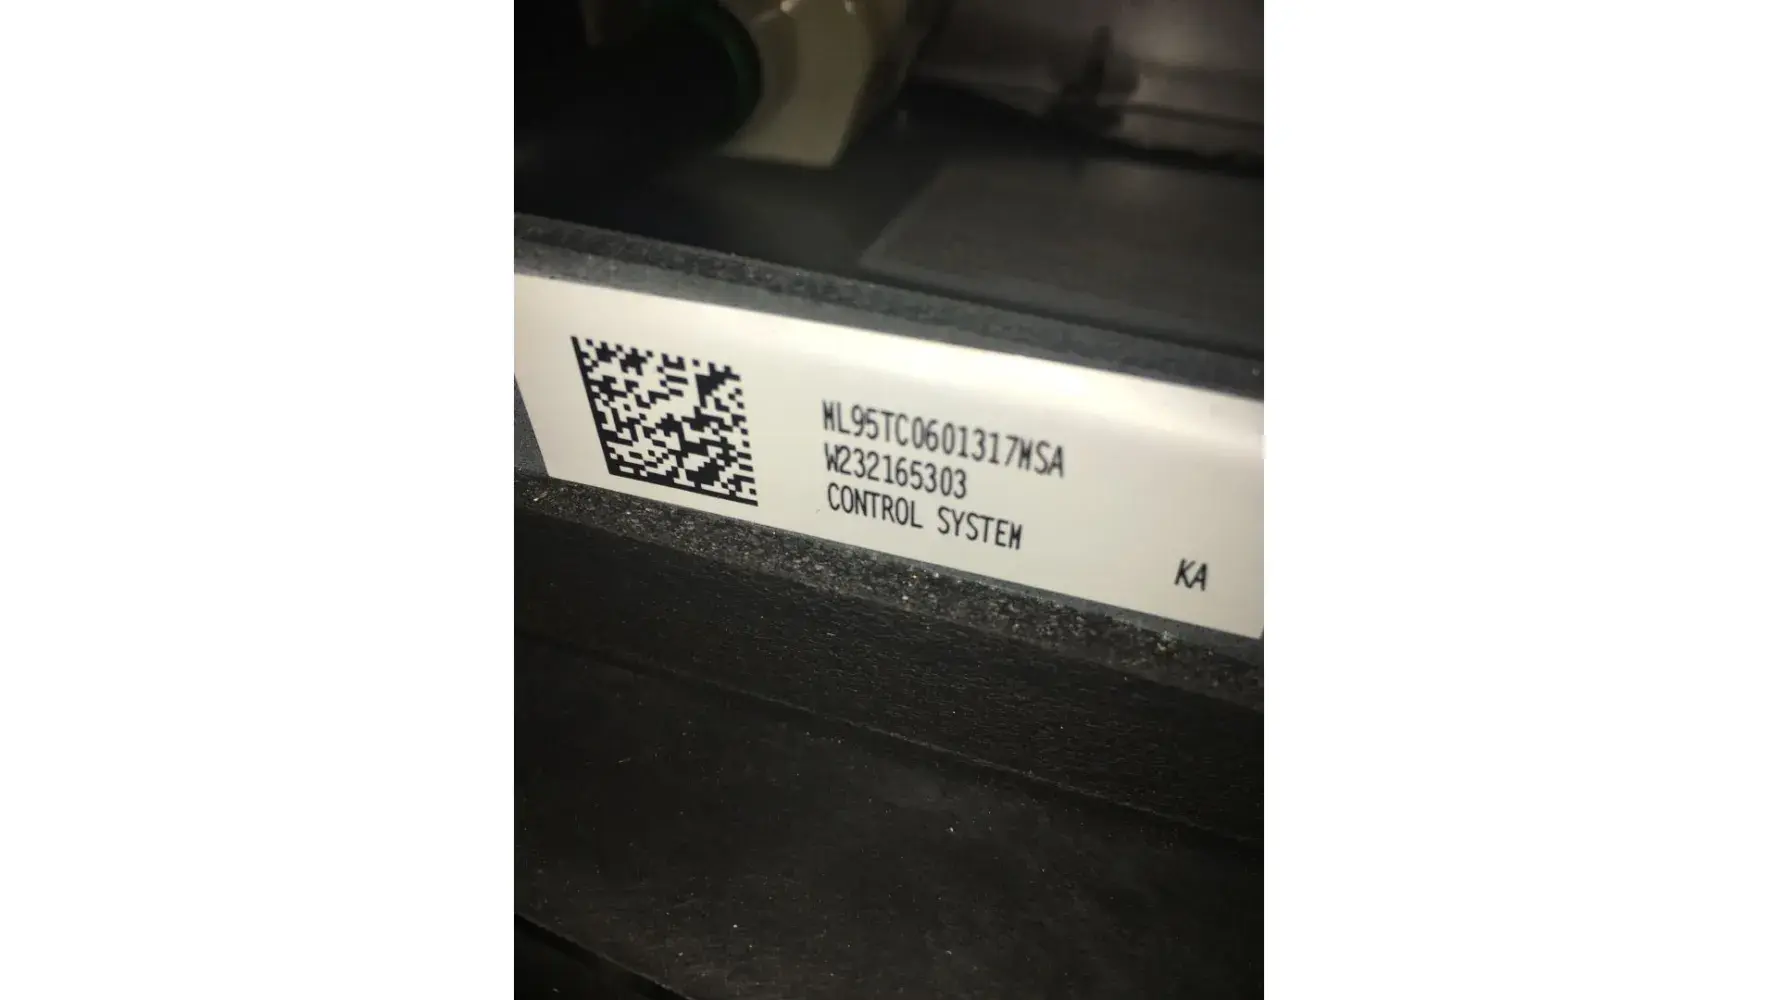 ML95TC0601317MSA
W232165303
CONTROL SYSTEM
KA